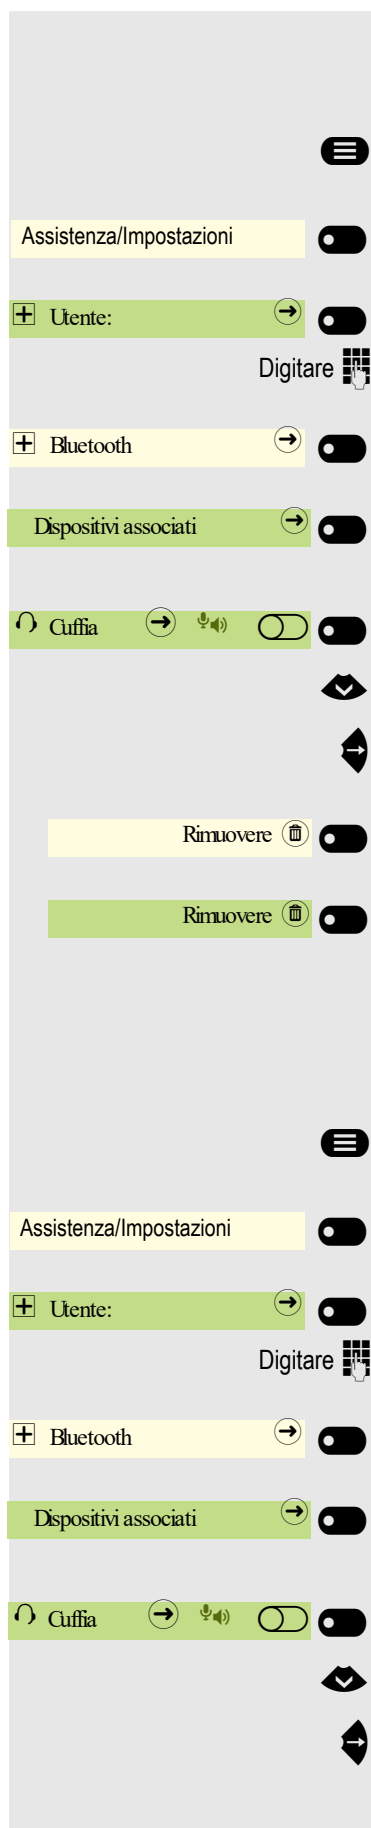 Assistenza/Impostazioni
Utente:
Digitare
Bluetooth
Dispositivi associati
Cuffia
Rimuovere
Rimuovere
Assistenza/Impostazioni
Utente:
Digitare
Bluetooth
Dispositivi associati
Cuffia